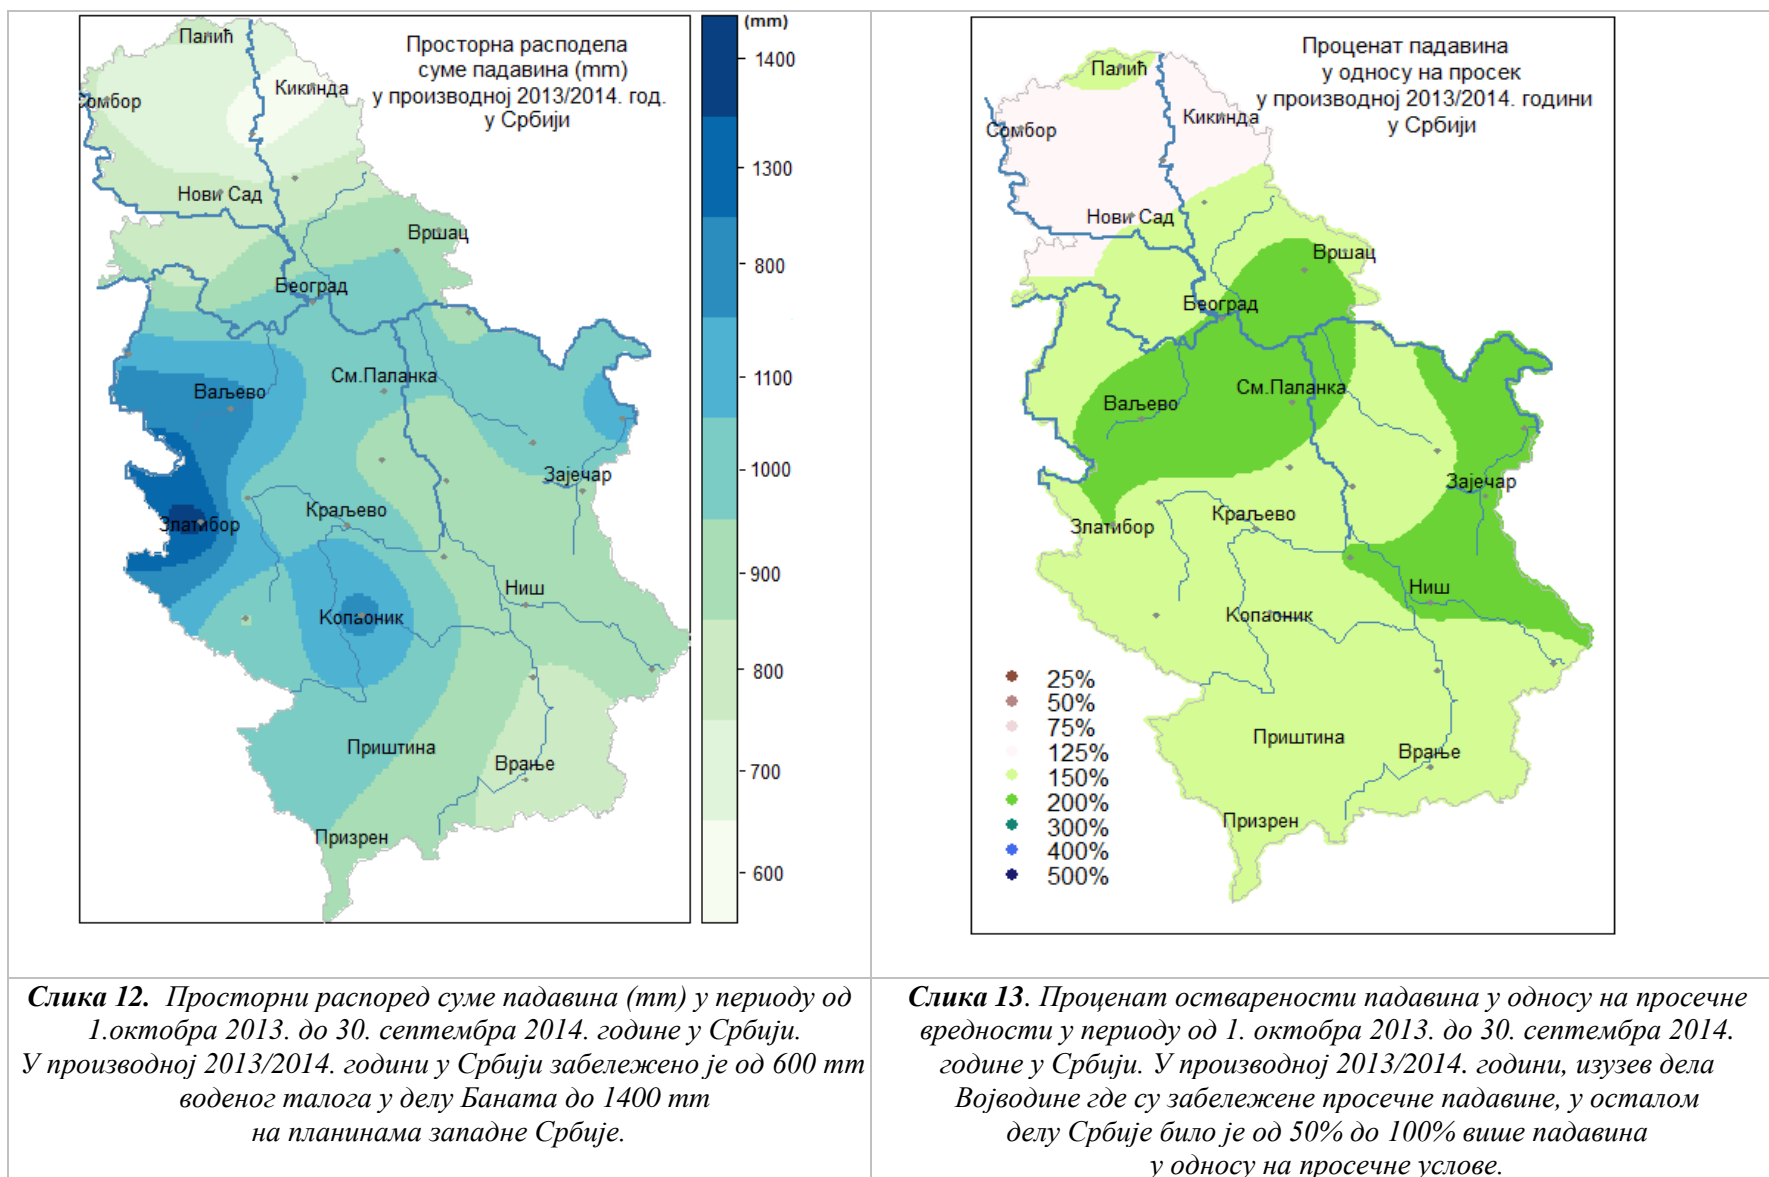 Просторна расподела
суме падавина (mm)
у производној 2013/2014. год.
у Србији
(mm)
1400
1300
800
1100
1000
900
800
700
600
Палић
Кикинда
Сомбор
Нови Сад
Вршац
Београд
См.Паланка
Ваљево
Зајечар
Краљево
Златибор
Ниш
Копаоник
Приштина
Врање
Призрен
Слика 12. Просторни распоред суме падавина (mm) у периоду од
1.октобра 2013. до 30. септембра 2014. године у Србији.
У производној 2013/2014. години у Србији забележено је од 600 mm
воденог талога у делу Баната до 1400 mm
на планинама западне Србије.
Проценат падавина
у односу на просек
у производној 2013/2014. години
у Србији
Палић
Кикинда
Сомбор
Нови Сад
Вршац
Београд
См.Паланка
Ваљево
Зајечар
Краљево
Златибор
Ниш
Копаоник
Приштина
Врање
Призрен
25%
50%
75%
125%
150%
200%
300%
400%
500%
Слика 13. Проценат остварености падавина у односу на просечне
вредности у периоду од 1. октобра 2013. до 30. септембра 2014.
године у Србији. У производној 2013/2014. години, изузев дела
Војводине где су забележене просечне падавине, у осталом
делу Србије било је од 50% до 100% више падавина
у односу на просечне услове.